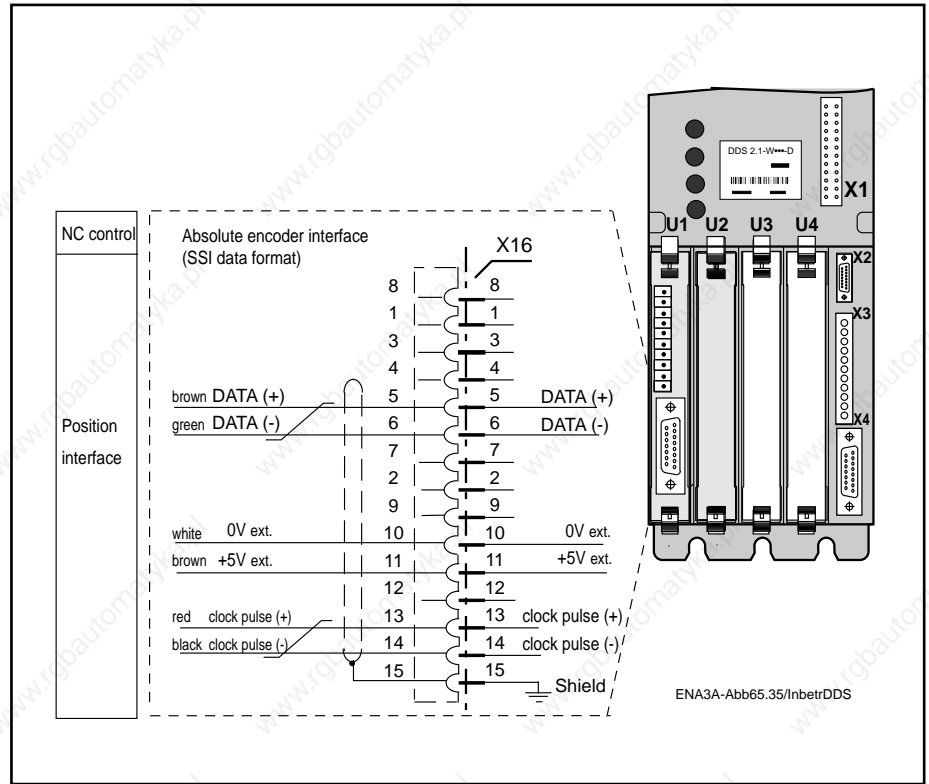 DDS 2.1-W•••-D
X1
U1 U2 U3 U4
X2
X3
X4
NC control
Position
interface
Absolute encoder interface
(SSI data format)
X16
8 8
1 1
3 3
4 4
brown DATA (+) 5 5 DATA (+)
green DATA (-) 6 6 DATA (-)
7 7
2 2
9 9
white 0V ext. 10 10 0V ext.
brown +5V ext. 11 11 +5V ext.
12 12
red clock pulse (+) 13 13 clock pulse (+)
black clock pulse (-) 14 14 clock pulse (-)
15 15
Shield
ENA3A-Abb65.35/InbetrDDS
www.rgbautomatyka.pl